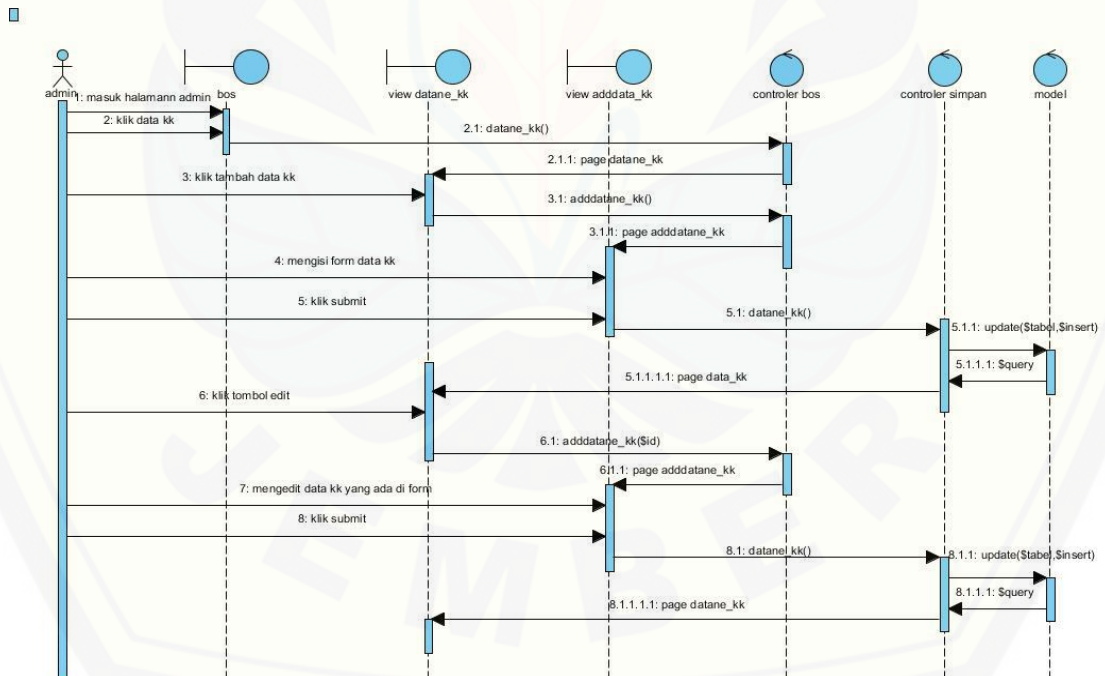 admin
bos
view datane_kk
view adddata_kk
controler bos
controler simpan
model
1: masuk halamann admin
2: klik data kk
2.1: datane_kk()
2.1.1: page datane_kk
3: klik tambah data kk
3.1: adddatane_kk()
3.1.1: page adddatane_kk
4: mengisi form data kk
5: klik submit
5.1: datane_kk()
5.1.1: update($tabel,$insert)
5.1.1.1: $query
5.1.1.1.1: page data_kk
6: klik tombol edit
6.1: adddatane_kk($id)
6.1.1: page adddatane_kk
7: mengedit data kk yang ada di form
8: klik submit
8.1: datane_kk()
8.1.1: update($tabel,$insert)
8.1.1.1: $query
8.1.1.1.1: page datane_kk
JEMBER